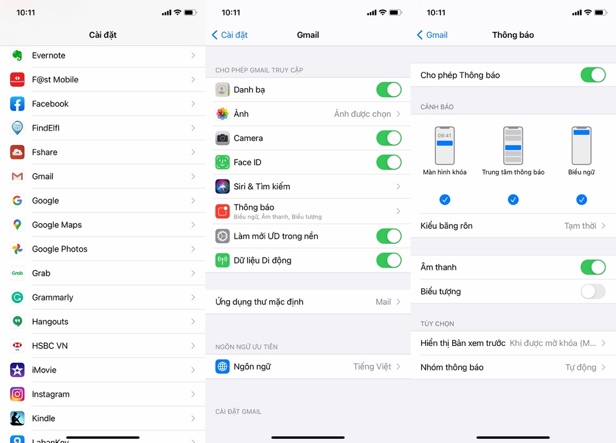 10:11
Cài đặt
Evernote
F@st Mobile
Facebook
FindElfi
Fshare
Gmail
Google
Google Maps
Google Photos
Grab
Grab
Grammarly
Hangouts
HSBC VN
iMovie
Instagram
Kindle
LabanKey
10:11
Cài đặt
Gmail
CHO PHÉP GMAIL TRUY CẬP
Danh bạ
Ảnh Ảnh được chọn
Camera
Face ID
Siri & Tìm kiếm
Thông báo
Biểu ngữ, Âm thanh, Biểu tượng
Làm mới ƯD trong nền
Dữ liệu Di động
Ứng dụng thư mặc định Mail
NGÔN NGỮ ƯU TIÊN
Ngôn ngữ Tiếng Việt
CÀI ĐẶT GMAIL
10:11
Gmail
Thông báo
Cho phép Thông báo
CẢNH BÁO
09:41
Màn hình khóa Trung tâm thông báo Biểu ngữ
Kiểu băng rôn Tạm thời
Âm thanh
Biểu tượng
TÙY CHỌN
Hiển thị Bản xem trước Khi được mở khóa (M...
Nhóm thông báo Tự động